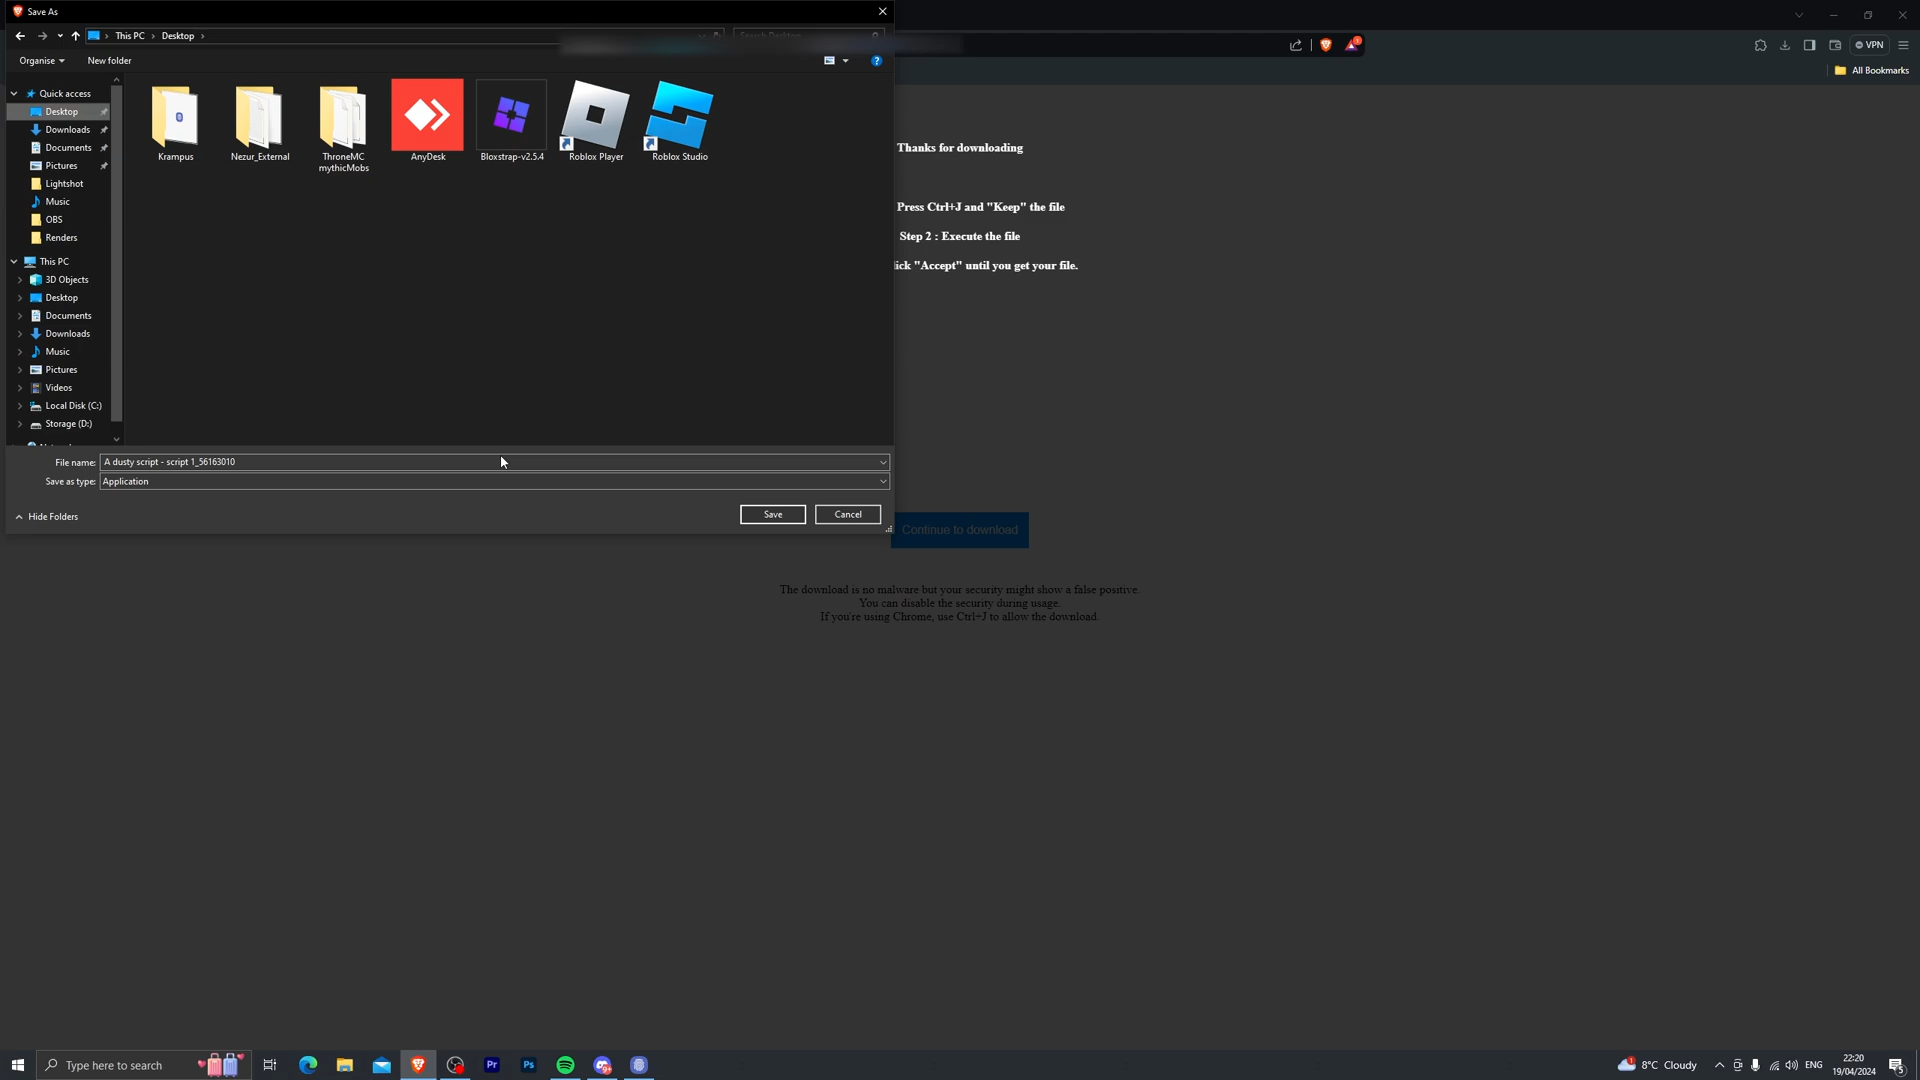 Save As
This PC
Desktop
Search Desktop
Organise
New folder
VPN
All Bookmarks
Quick access
Desktop
Downloads
Documents
Pictures
Lightshot
Music
OBS
Renders
This PC
3D Objects
Desktop
Documents
Downloads
Music
Pictures
Videos
Local Disk (C:)
Storage (D:)
Krampus
Nezur_External
ThroneMC
mythicMobs
AnyDesk
Bloxstrap-v2.5.4
Roblox Player
Roblox Studio
Thanks for downloading
Press Ctrl+J and "Keep" the file
Step 2 : Execute the file
ick "Accept" until you get your file.
File name: A dusty script - script 1_56163010
Save as type: Application
Hide Folders
Save
Cancel
Continue to download
The download is no malware but your security might show a false positive.
You can disable the security during usage.
If you're using Chrome, use Ctrl+J to allow the download.
Type here to search
Pr
Ps
9+
8°C Cloudy
ENG
22:20
19/04/2024
5